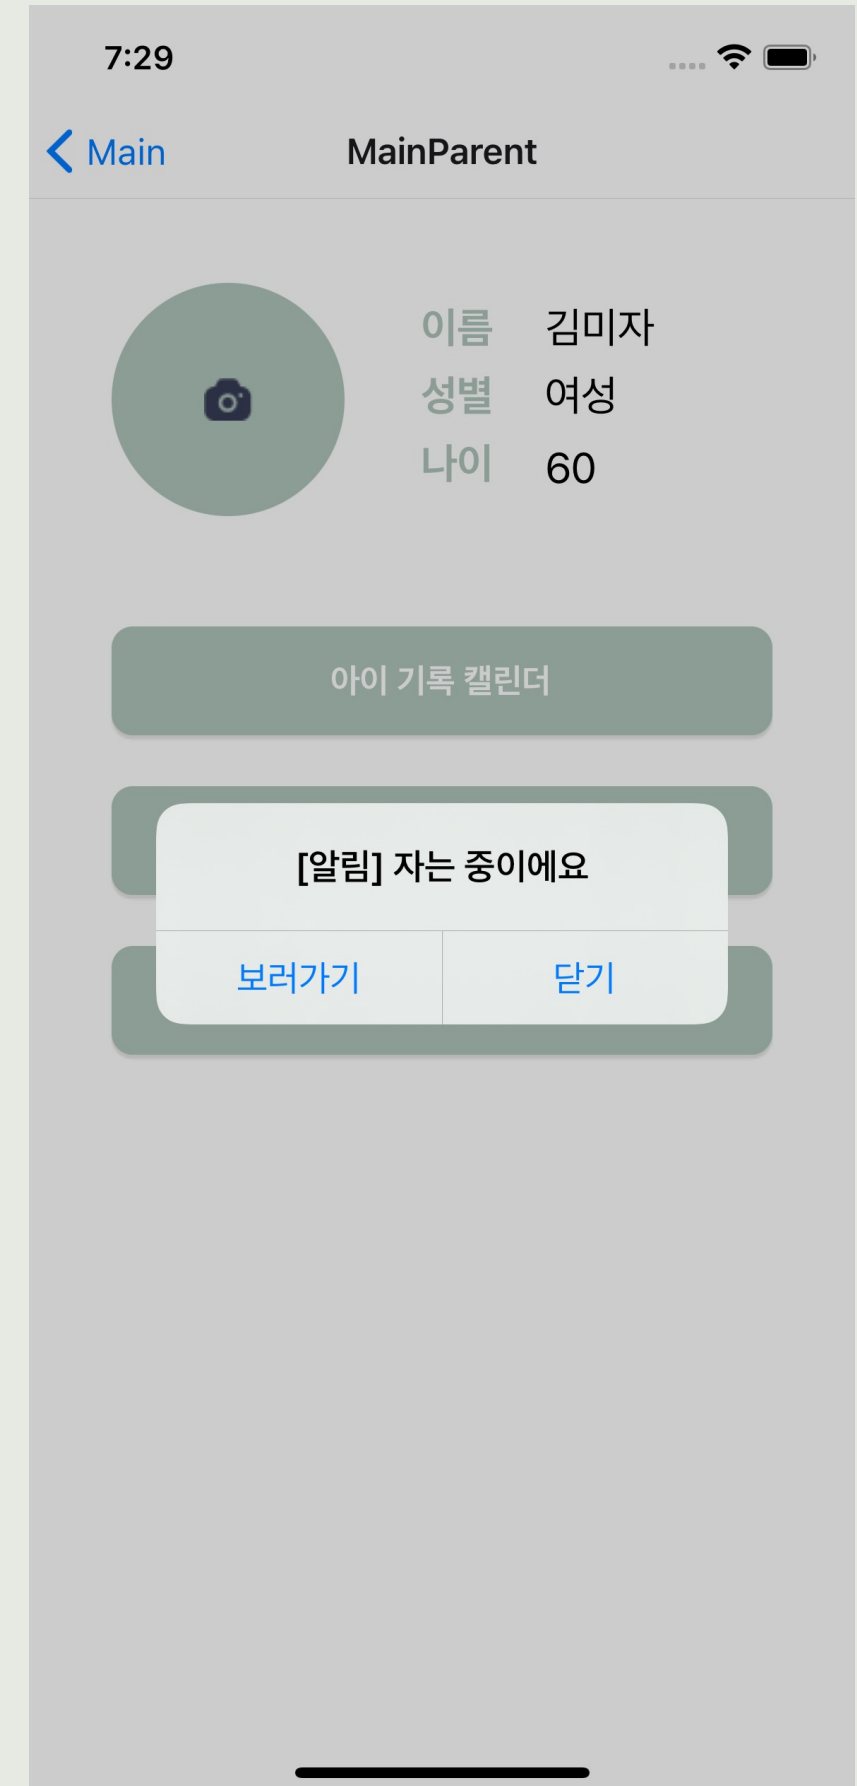 7:29
Main
MainParent
이름 김미자
성별 여성
나이 60
아이 기록 캘린더
[알림] 자는 중이에요
보러가기 닫기